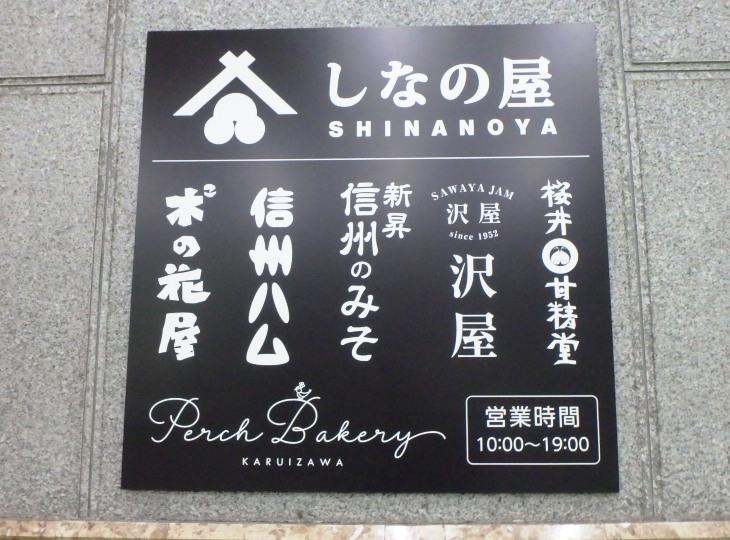 しなの屋
SHINANOYA
桜井甘精堂
SAWAYA JAM
沢屋
since 1952
沢屋
新昇
信州のみそ
信州ハム
木の花屋
こ
Perch Bakery
KARUIZAWA
営業時間
10:00〜19:00